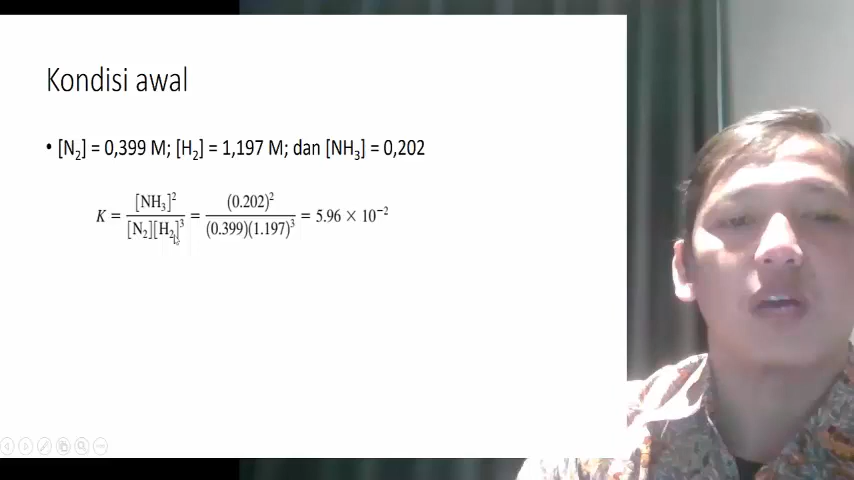 Kondisi awal
• [N₂] = 0,399 M; [H₂] = 1,197 M; dan [NH₃] = 0,202
K = [NH₃]² / [N₂][H₂]³ = (0.202)² / (0.399)(1.197)³ = 5.96 × 10⁻²